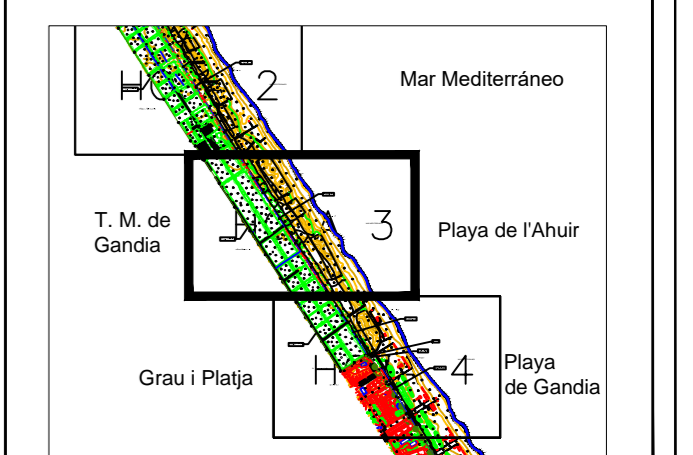 Mar Mediterráneo
2
T. M. de
Gandia
3
Playa de l'Ahuir
Grau i Platja
4
Playa
de Gandia